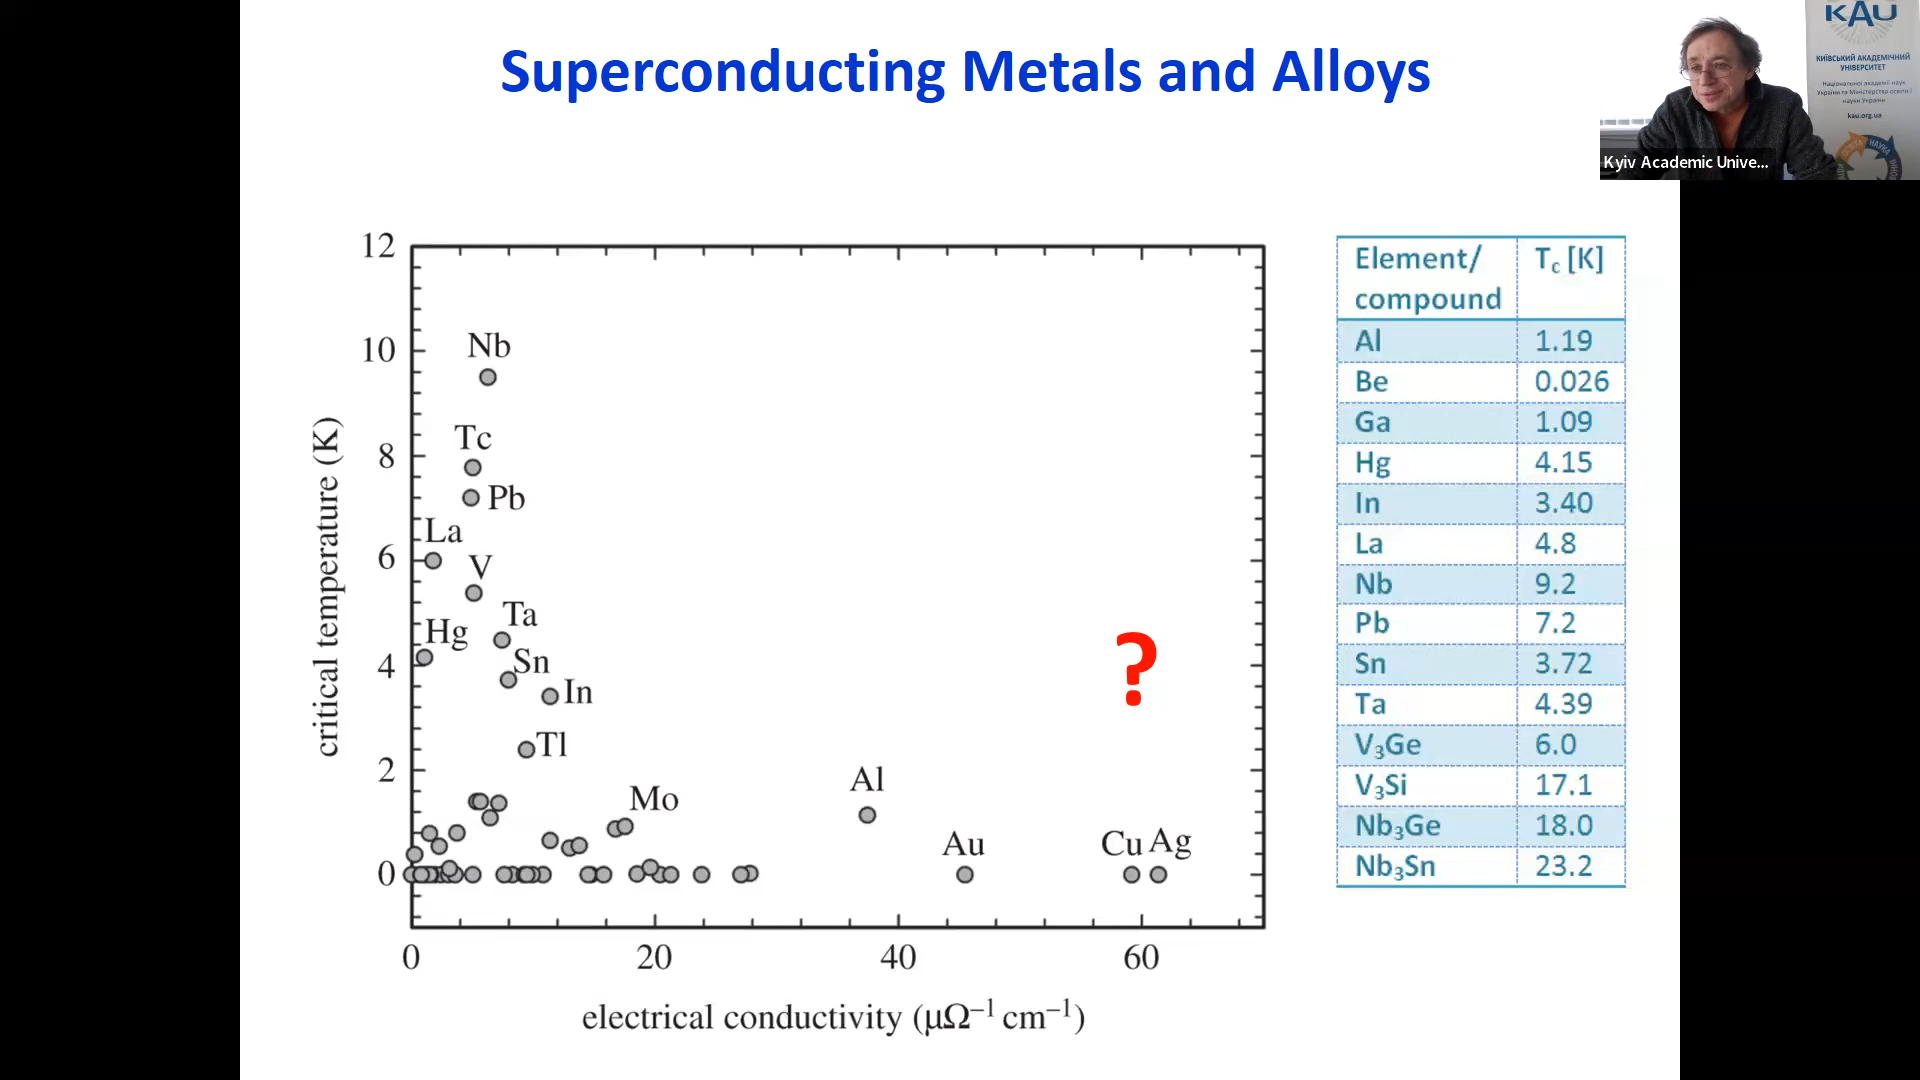 Superconducting Metals and Alloys
KAU
КИЇВСЬКИЙ АКАДЕМІЧНИЙ
УНІВЕРСИТЕТ
Національної академії наук
України та Міністерства освіти і
науки України
kau.org.ua
НАУКА
Kyiv Academic Unive...
12
10
8
6
4
2
0
critical temperature (K)
Nb
Tc
Pb
La
V
Ta
Hg
Sn
In
Tl
Mo
Al
Au
Cu Ag
?
0 20 40 60
electrical conductivity (μΩ⁻¹ cm⁻¹)
Element/ Tc [K]
compound
Al 1.19
Be 0.026
Ga 1.09
Hg 4.15
In 3.40
La 4.8
Nb 9.2
Pb 7.2
Sn 3.72
Ta 4.39
V₃Ge 6.0
V₃Si 17.1
Nb₃Ge 18.0
Nb₃Sn 23.2